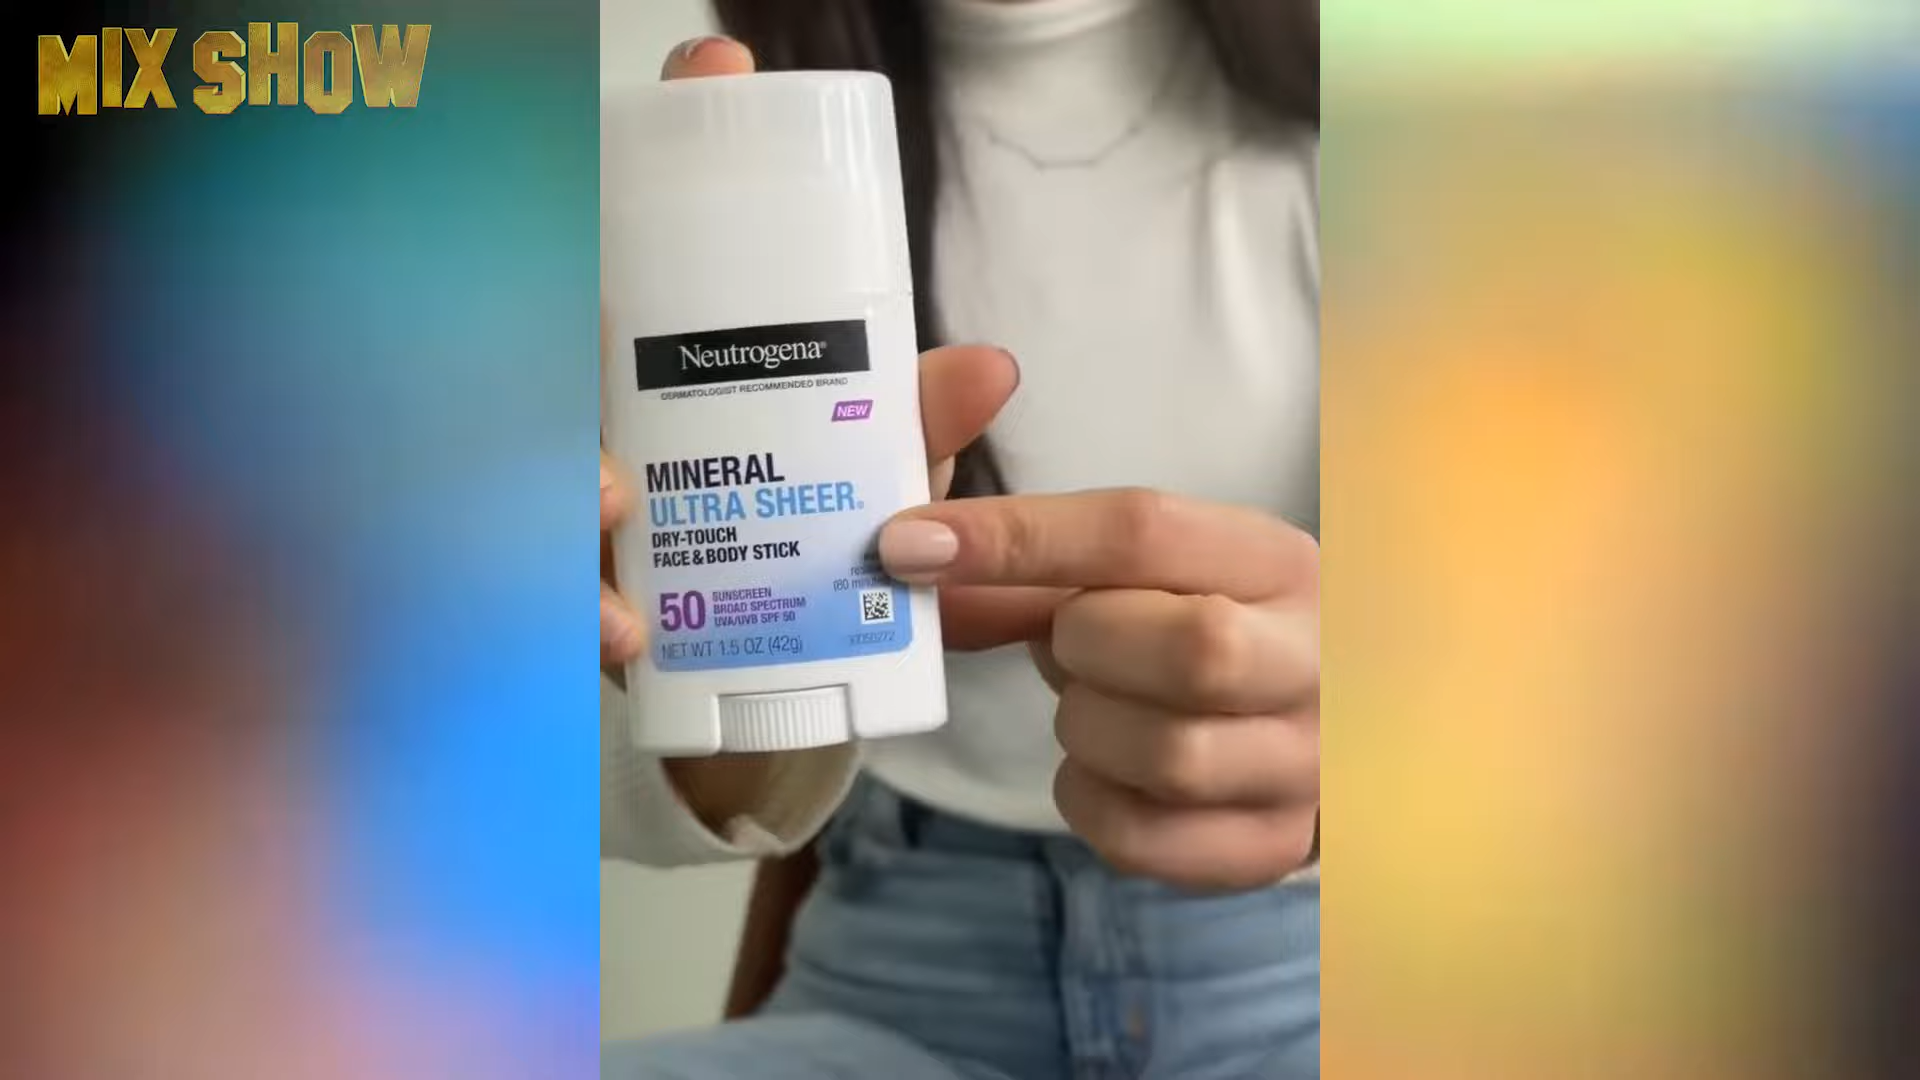 MIX SHOW
Neutrogena®
DERMATOLOGIST RECOMMENDED BRAND
NEW
MINERAL
ULTRA SHEER®
DRY-TOUCH
FACE & BODY STICK
(80
50 SUNSCREEN
BROAD SPECTRUM
UVA/UVB SPF 50
NET WT. 1.5 OZ (42g)